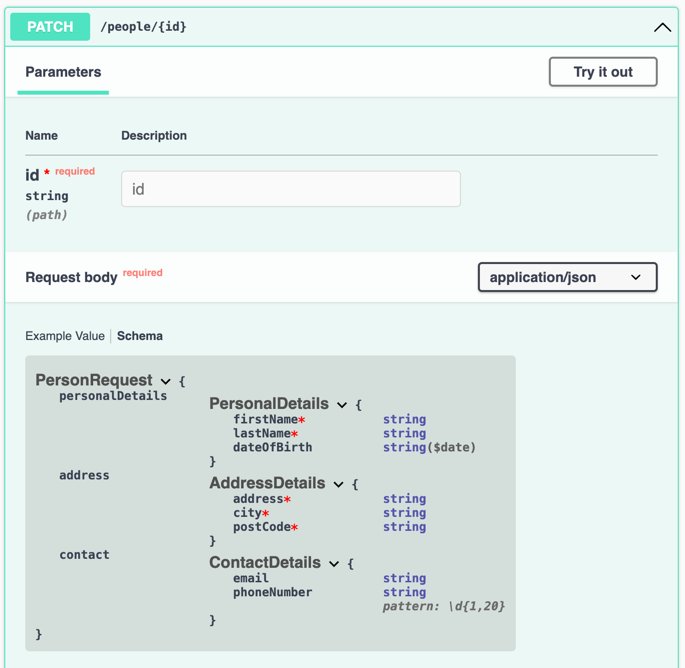 PATCH /people/{id}
Parameters Try it out
Name Description
id * required
string
(path)
id
Request body required application/json
Example Value Schema
PersonRequest {
personalDetails
PersonalDetails {
firstName* string
lastName* string
dateOfBirth string($date)
}
address
AddressDetails {
address* string
city* string
postCode* string
}
contact
ContactDetails {
email string
phoneNumber string
pattern: \d{1,20}
}
}